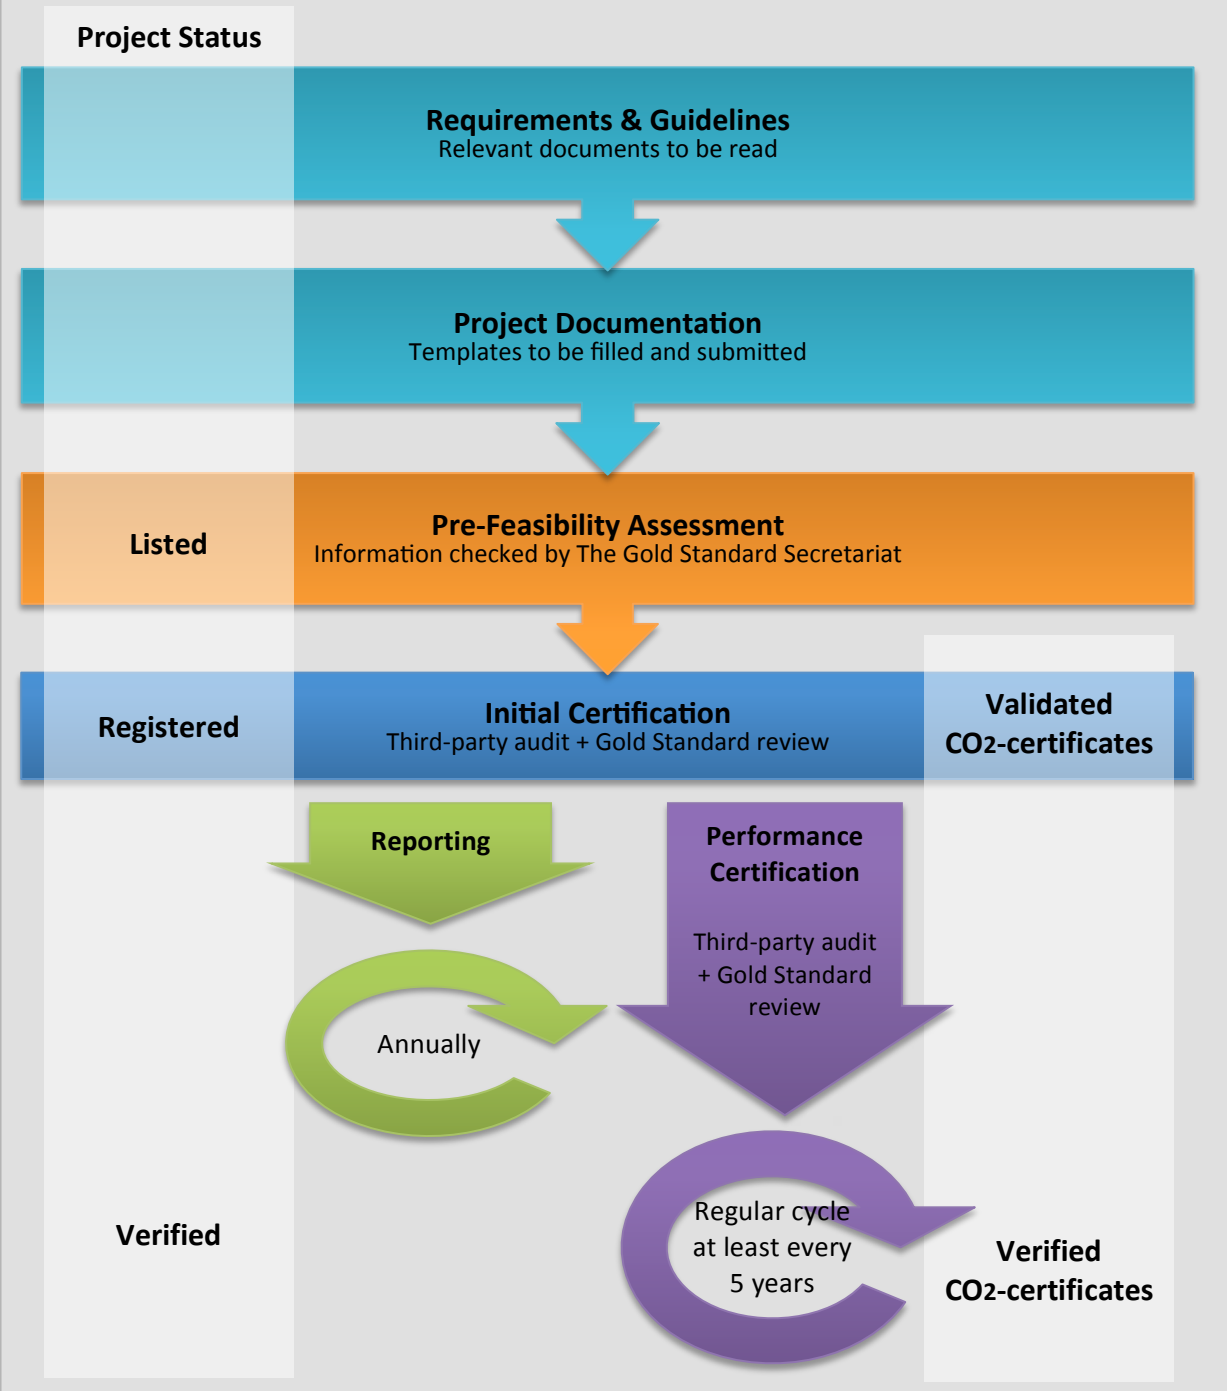 Project Status
Requirements & Guidelines
Relevant documents to be read
Project Documentation
Templates to be filled and submitted
Listed
Pre-Feasibility Assessment
Information checked by The Gold Standard Secretariat
Registered
Initial Certification
Third-party audit + Gold Standard review
Validated
CO2-certificates
Reporting
Annually
Performance
Certification
Third-party audit
+ Gold Standard
review
Verified
Regular cycle
at least every
5 years
Verified
CO2-certificates